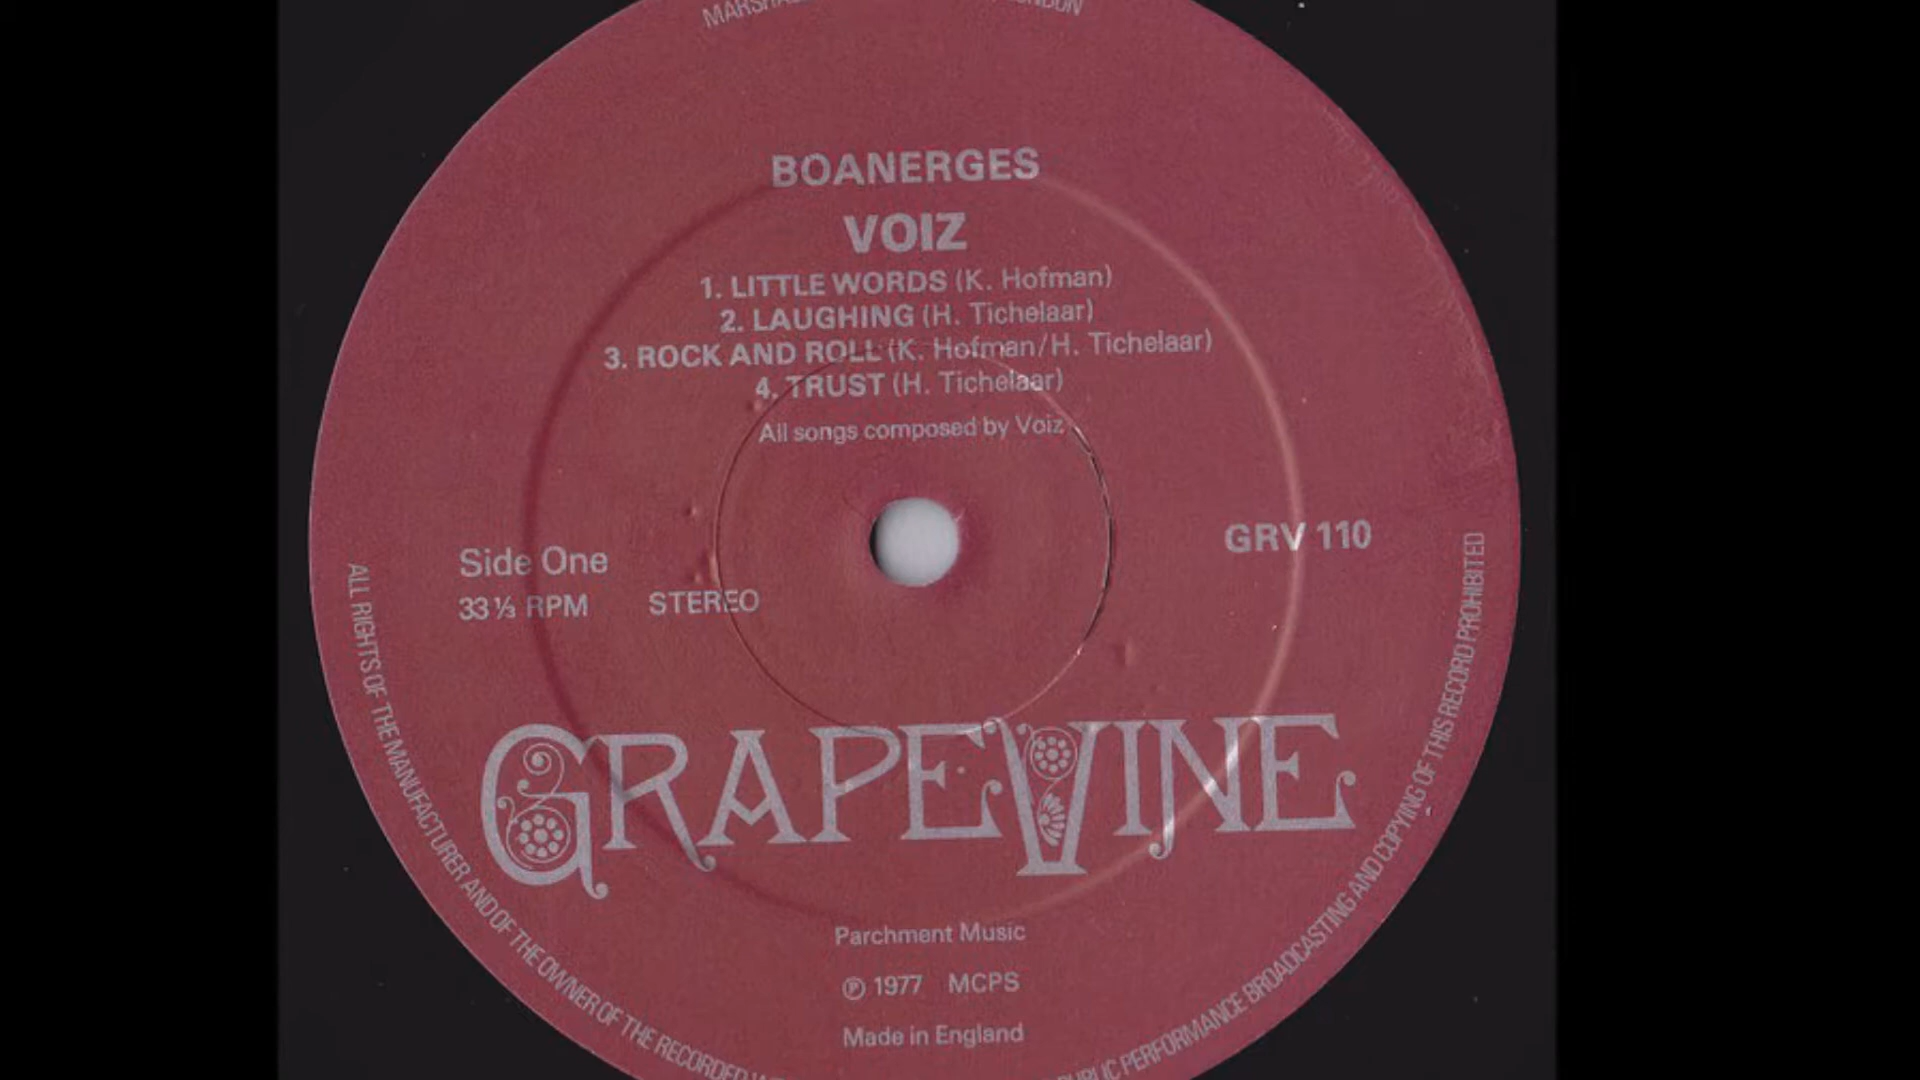 LONDON
BOANERGES
VOIZ
1. LITTLE WORDS (K. Hofman)
2. LAUGHING (H. Tichelaar)
3. ROCK AND ROLL (K. Hofman/H. Tichelaar)
4. TRUST (H. Tichelaar)
All songs composed by Voiz
Side One
33⅓ RPM STEREO
GRV 110
GRAPEVINE
Parchment Music
℗ 1977 MCPS
Made in England
ALL RIGHTS OF THE MANUFACTURER AND OF THE OWNER OF THE RECORDED
PUBLIC PERFORMANCE BROADCASTING AND COPYING OF THIS RECORD PROHIBITED